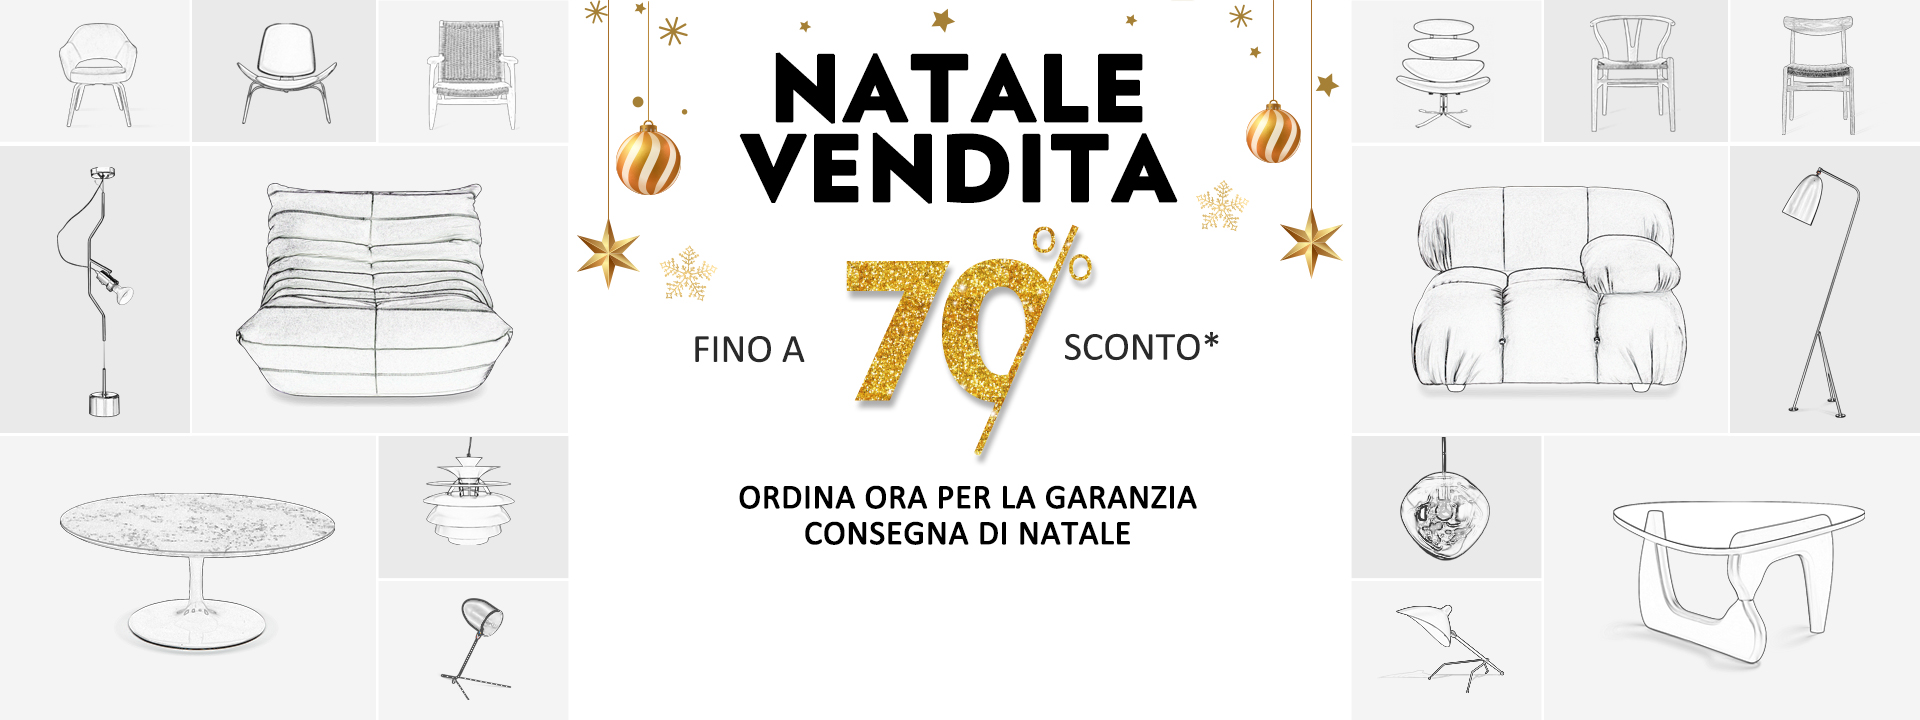 NATALE
VENDITA
FINO A 70% SCONTO*
ORDINA ORA PER LA GARANZIA
CONSEGNA DI NATALE